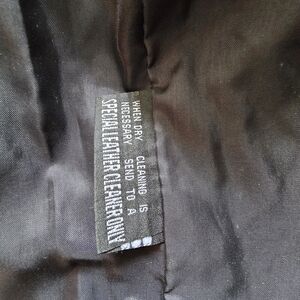 WHEN DRY CLEANING IS
NECESSARY SEND TO A
SPECIAL LEATHER CLEANER ONLY